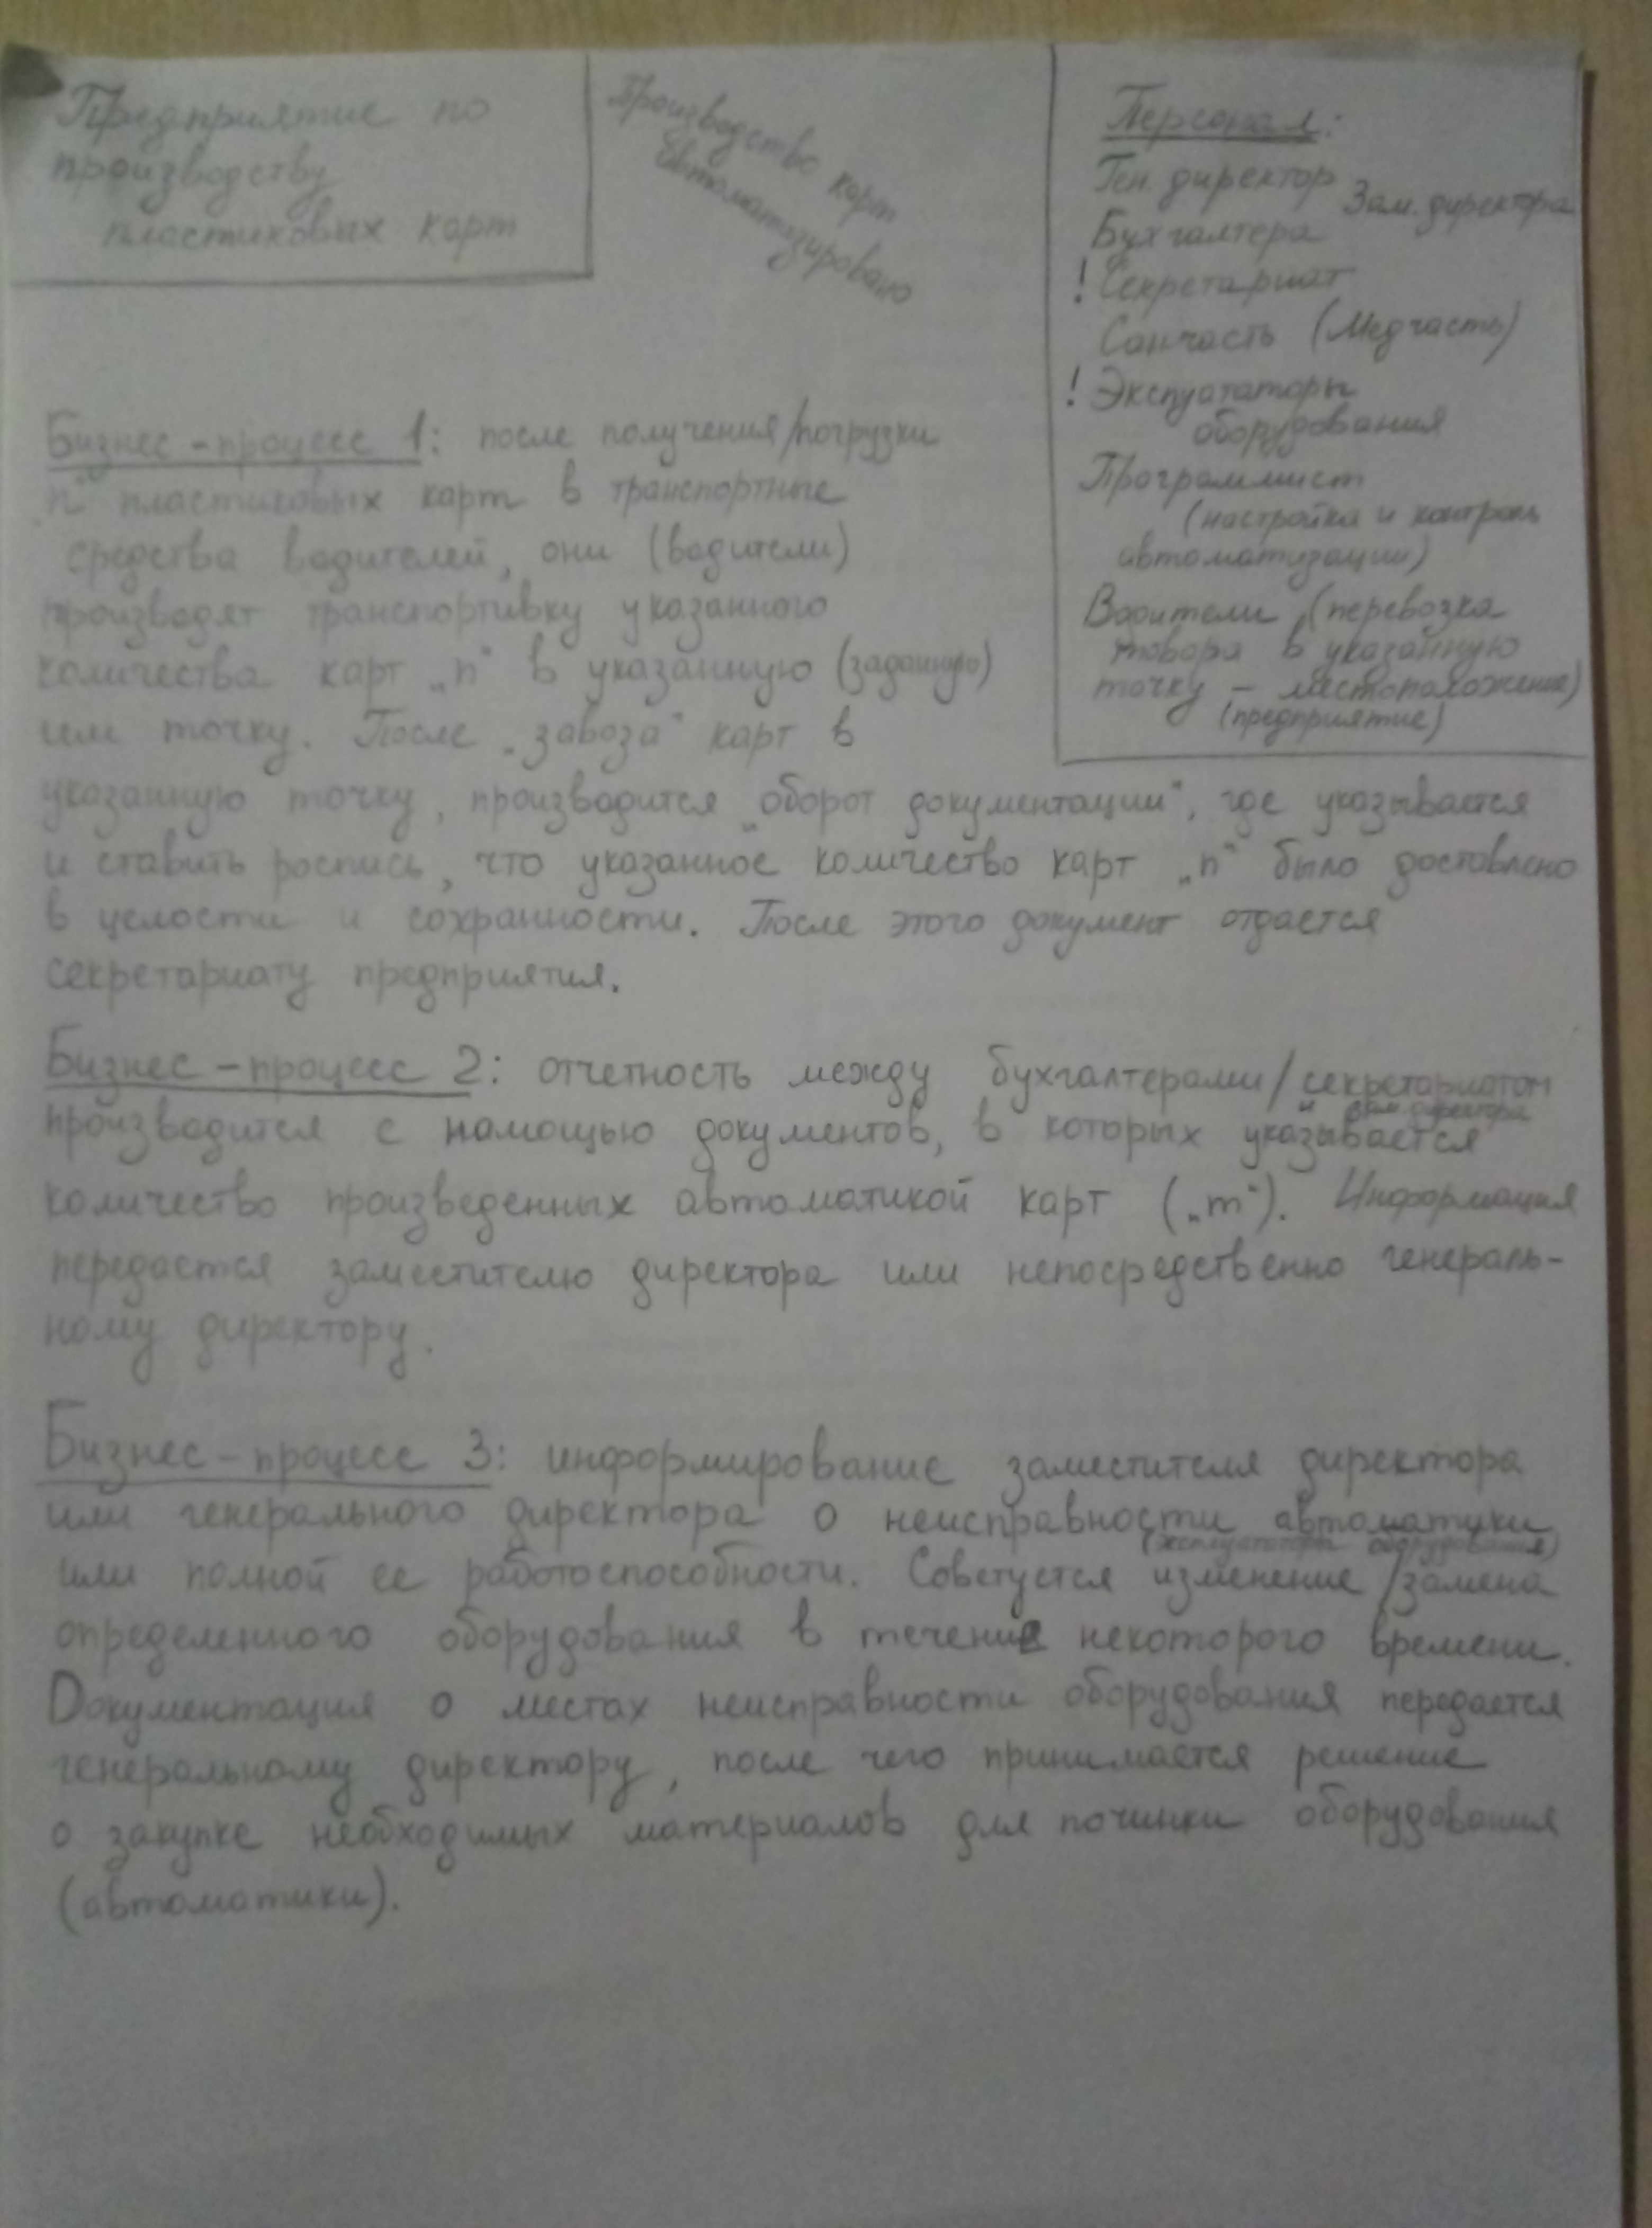 Предприятие по
производству
пластиковых карт
Производство карт
автоматизировано
Персонал:
Ген. директор
Зам. директора
Бухгалтера
! Секретариат
Санчасть (Медчасть)
! Экспуататоры
оборудования
Программист
(настройка и контроль
автоматизации)
Водители (перевозка
товара в указанную
точку – местоположение)
(предприятие)
Бизнес-процесс 1: после получения/погрузки
"n" пластиковых карт в транспортные
средства водителей, они (водители)
производят транспортивку указанного
количества карт „n“ в указанную (заданную)
им точку. После „завоза“ карт в
указанную точку, производится „оборот документации“, где указывается
и ставить роспись, что указанное количество карт „n“ было доставлено
в целости и сохранности. После этого документ отдается
секретариату предприятия.
Бизнес-процесс 2: отчетность между бухгалтерами/секретариатом
и зам. директора
производится с помощью документов, в которых указывается
количество произведенных автоматикой карт („m“). Информация
передается заместителю директора или непосредственно генераль-
ному директору.
Бизнес-процесс 3: информирование заместителя директора
или генерального директора о неисправности автоматики
(эксплуататоры оборудования)
или полной ее работоспособности. Советуется изменение/замена
определенного оборудования в течение некоторого времени.
Документация о местах неисправности оборудования передается
генеральному директору, после чего принимается решение
о закупке необходимых материалов для починки оборудования
(автоматики).